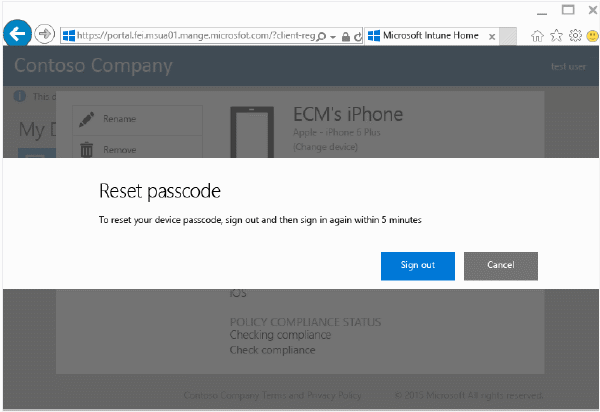 https://portal.fei.msua01.mange.microsfot.com/?client-reg
Microsoft Intune Home
Contoso Company
Test user
This d
My D
Rename
Remove
ECM's iPhone
Apple - iPhone 6 Plus
(Change device)
Reset passcode
To reset your device passcode, sign out and then sign in again within 5 minutes
Sign out
Cancel
iOS
POLICY COMPLIANCE STATUS
Checking compliance
Check compliance
Contoso Company Terms and Privacy Policy
© 2015 Microsoft All rights reserved.